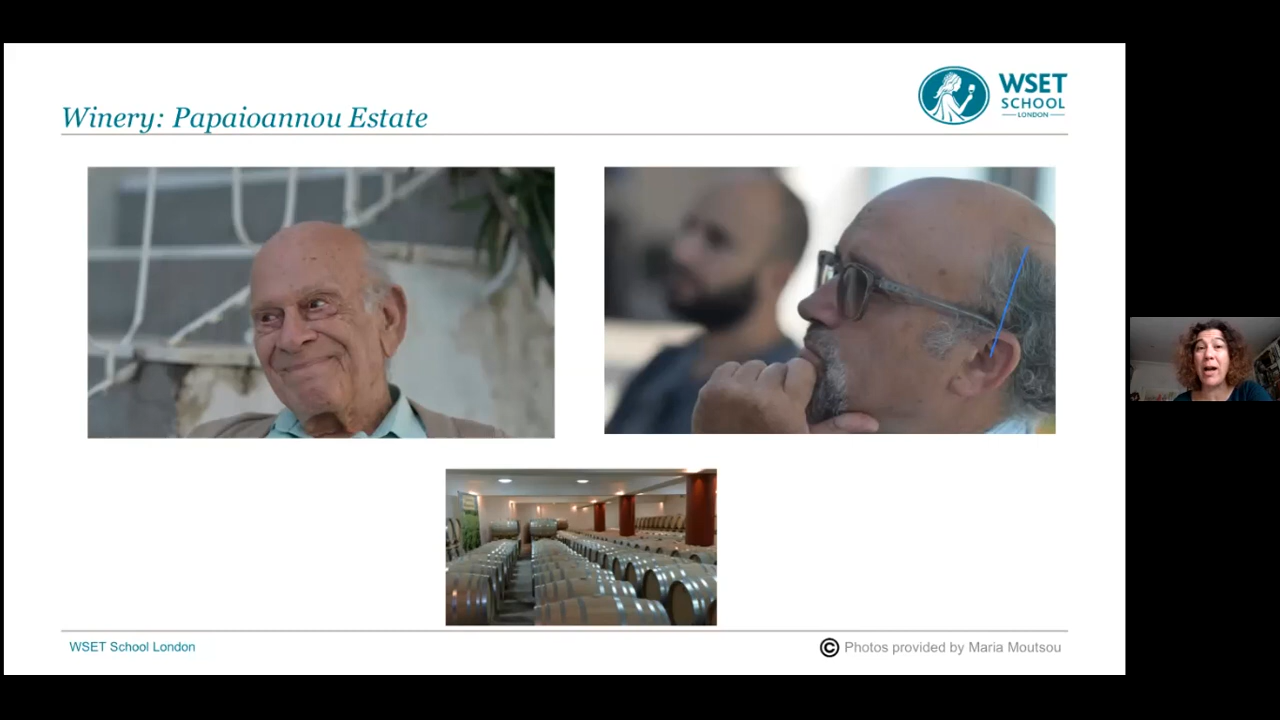 WSET
SCHOOL
LONDON
Winery: Papaioannou Estate
WSET School London
© Photos provided by Maria Moutsou